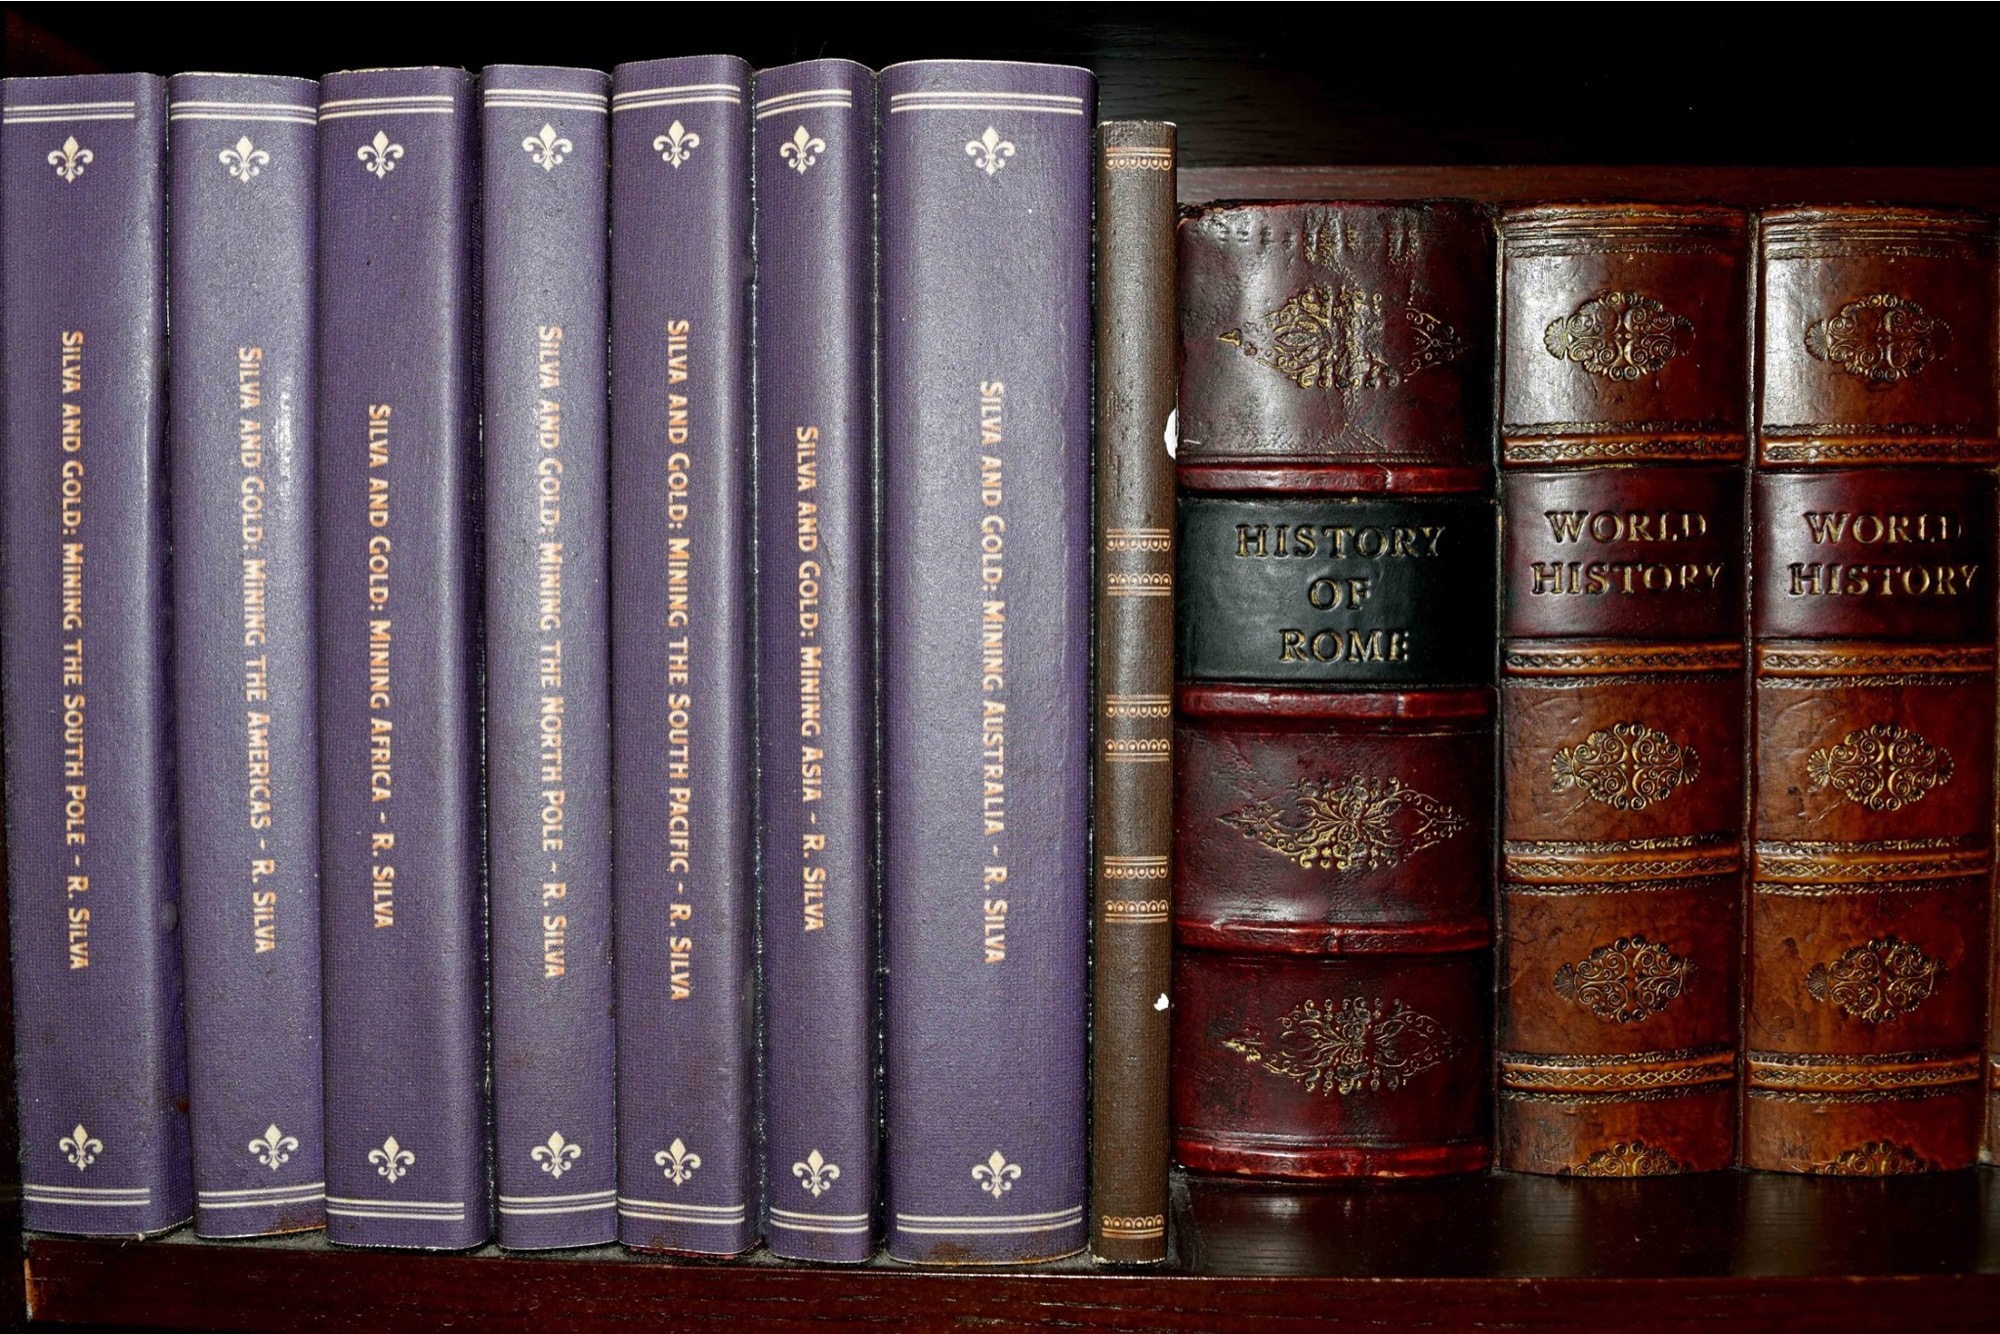 Silva and Gold: Mining the South Pole - R. Silva
Silva and Gold: Mining the Americas - R. Silva
Silva and Gold: Mining Africa - R. Silva
Silva and Gold: Mining the North Pole - R. Silva
Silva and Gold: Mining the South Pacific - R. Silva
Silva and Gold: Mining Asia - R. Silva
Silva and Gold: Mining Australia - R. Silva
HISTORY
OF
ROME
WORLD
HISTORY
WORLD
HISTORY